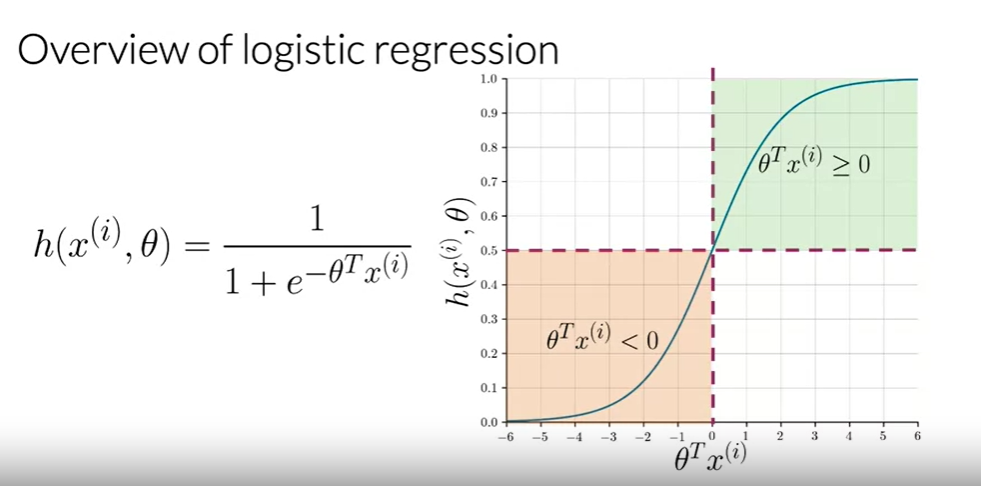 Overview of logistic regression
h(x^(i), θ) = 1 / (1 + e^(−θ^T x^(i)))
h(x^(i), θ)
1.0
0.9
0.8
0.7
0.6
0.5
0.4
0.3
0.2
0.1
0.0
θ^T x^(i) ≥ 0
θ^T x^(i) < 0
−6 −5 −4 −3 −2 −1 0 1 2 3 4 5 6
θ^T x^(i)